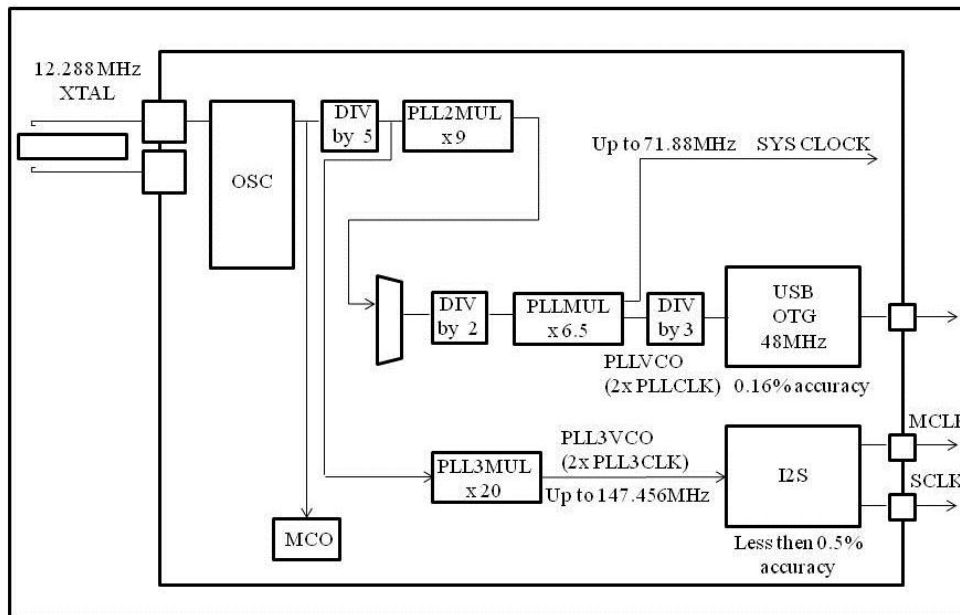 12.288 MHz
XTAL
OSC
DIV
by 5
PLL2MUL
x 9
Up to 71.88MHz SYS CLOCK
DIV
by 2
PLLMUL
x 6.5
DIV
by 3
USB
OTG
48MHz
PLLVCO
(2x PLLCLK)
0.16% accuracy
PLL3MUL
x 20
PLL3VCO
(2x PLL3CLK)
Up to 147.456MHz
I2S
MCLK
SCLK
MCO
Less then 0.5%
accuracy